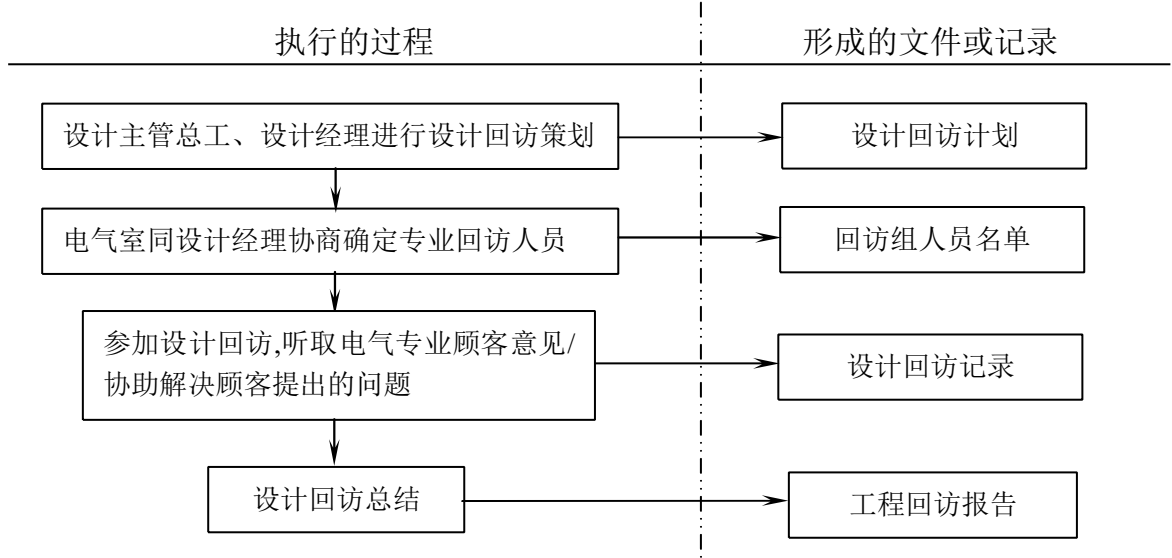 执行的过程
形成的文件或记录
设计主管总工、设计经理进行设计回访策划
设计回访计划
电气室同设计经理协商确定专业回访人员
回访组人员名单
参加设计回访,听取电气专业顾客意见/
协助解决顾客提出的问题
设计回访记录
设计回访总结
工程回访报告